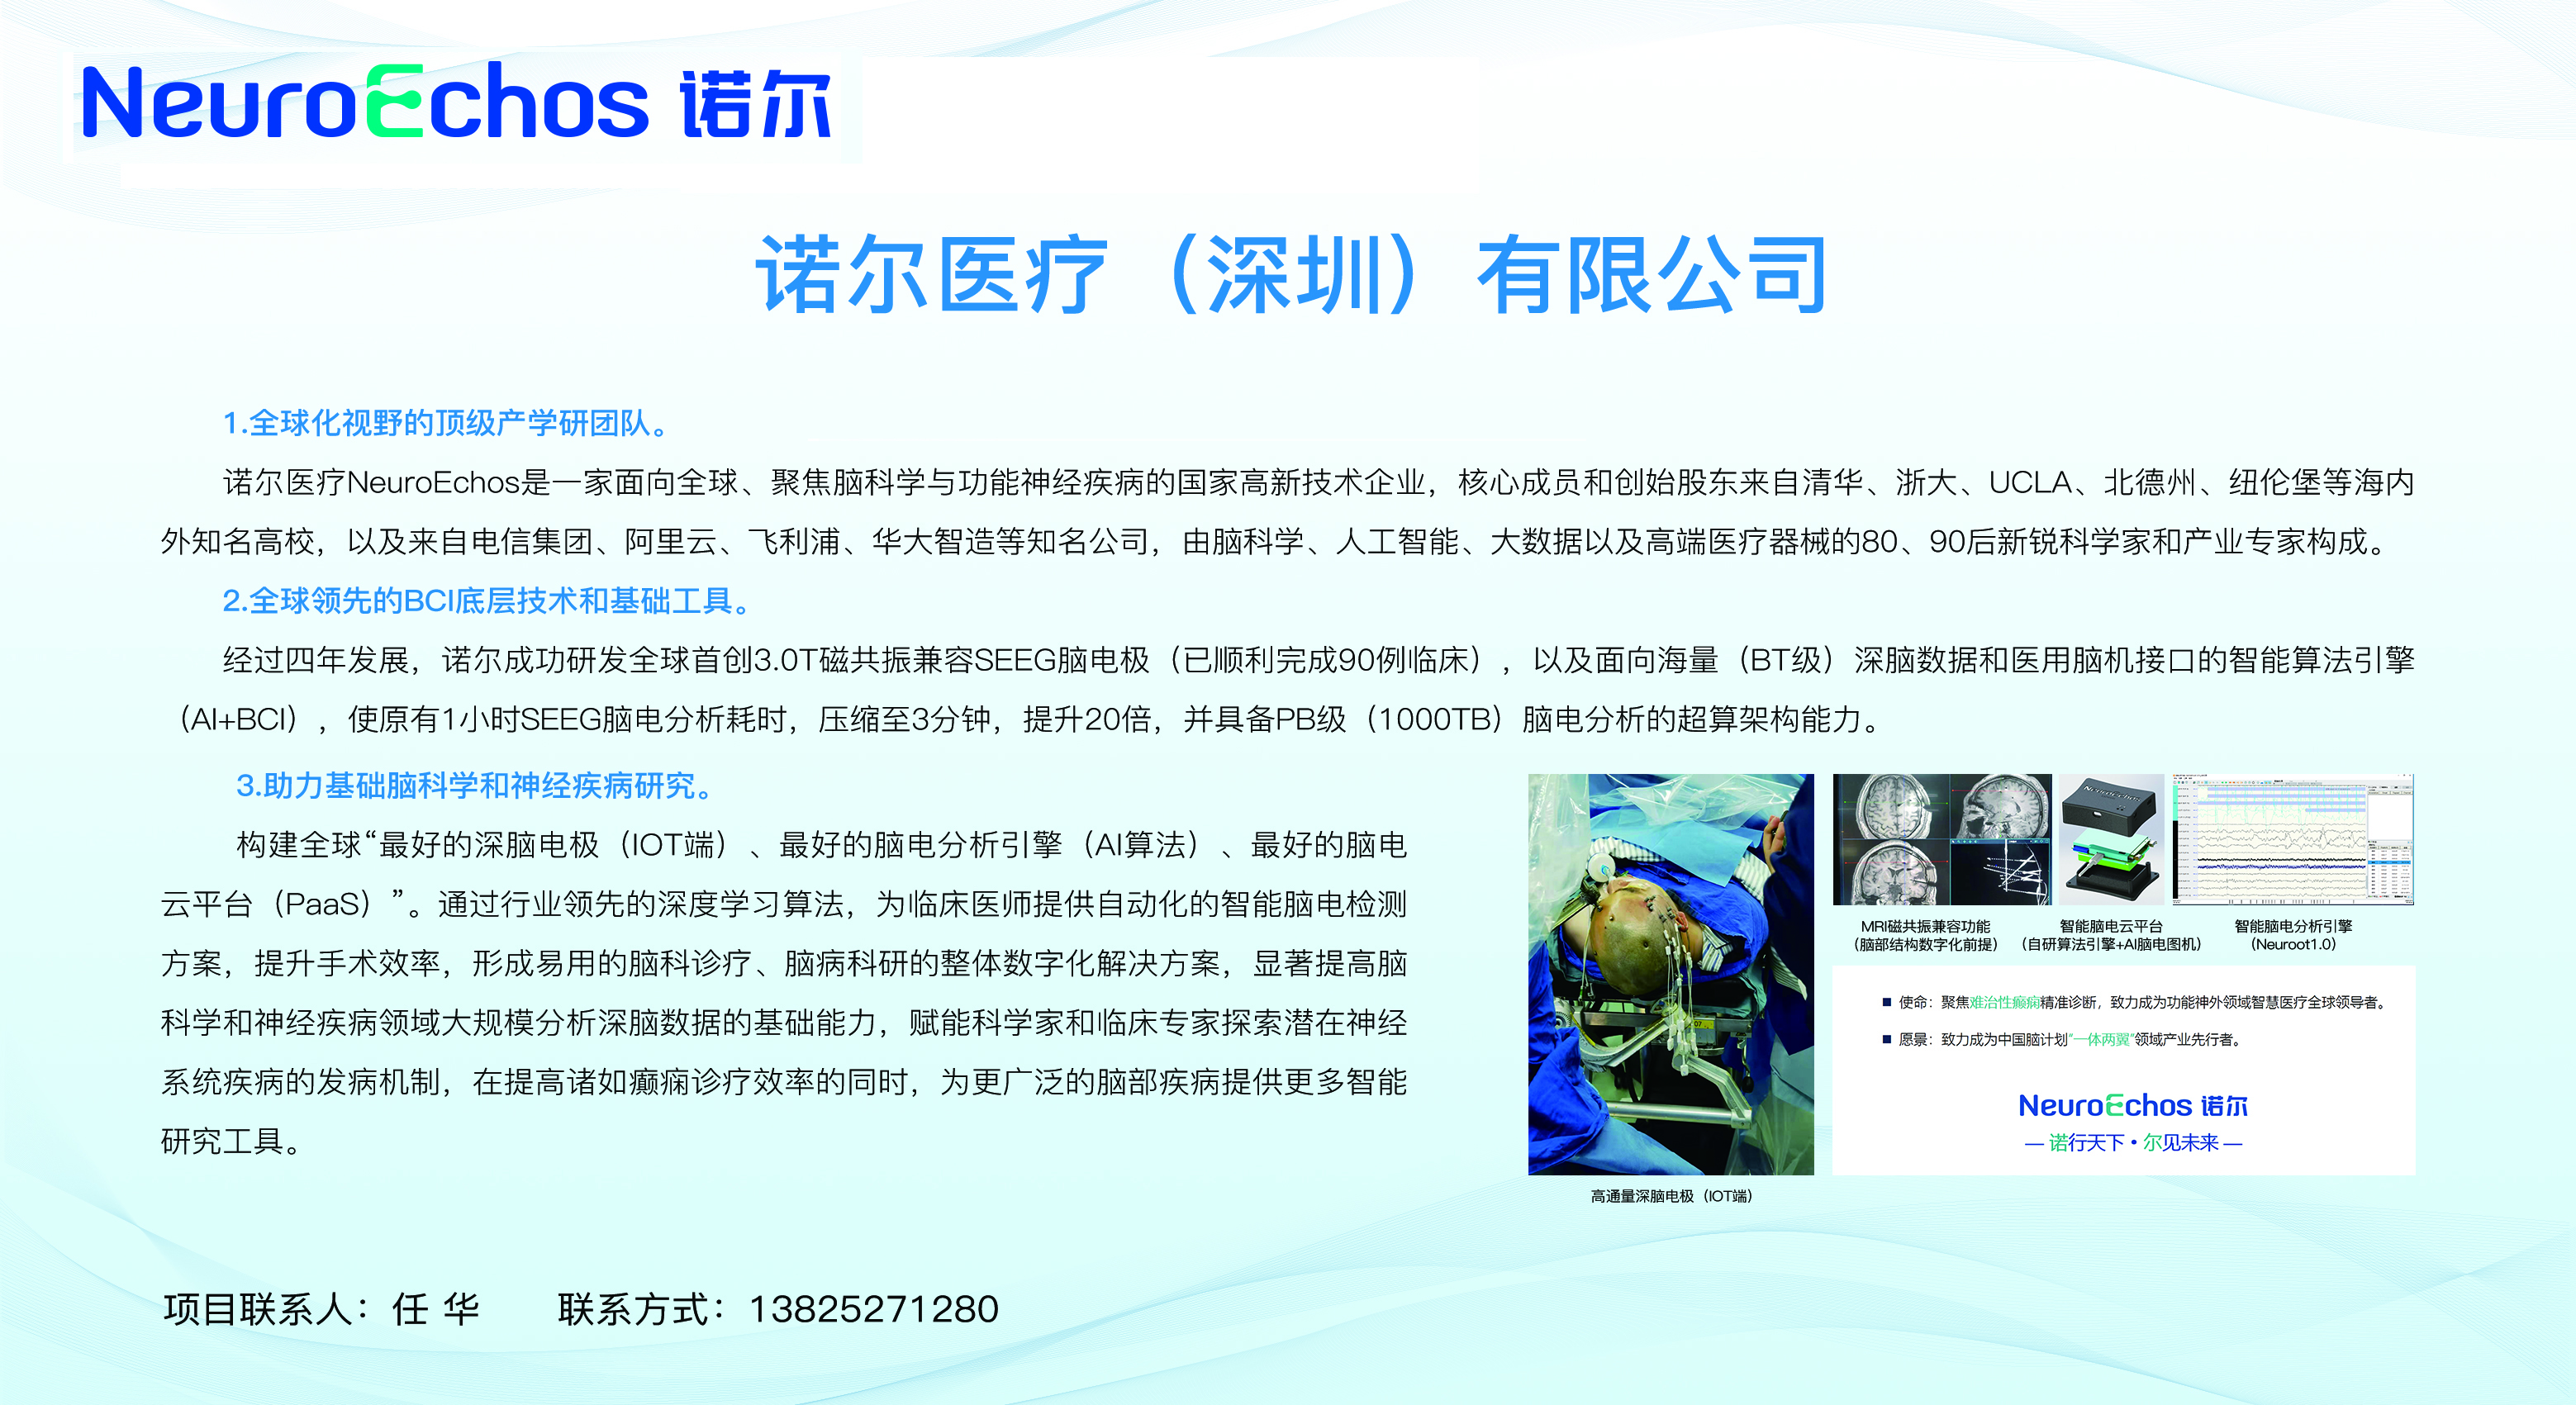 NeuroEchos 诺尔
诺尔医疗（深圳）有限公司
1.全球化视野的顶级产学研团队。
诺尔医疗NeuroEchos是一家面向全球、聚焦脑科学与功能神经疾病的国家高新技术企业，核心成员和创始股东来自清华、浙大、UCLA、北德州、纽伦堡等海内
外知名高校，以及来自电信集团、阿里云、飞利浦、华大智造等知名公司，由脑科学、人工智能、大数据以及高端医疗器械的80、90后新锐科学家和产业专家构成。
2.全球领先的BCI底层技术和基础工具。
经过四年发展，诺尔成功研发全球首创3.0T磁共振兼容SEEG脑电极（已顺利完成90例临床），以及面向海量（BT级）深脑数据和医用脑机接口的智能算法引擎
（AI+BCI），使原有1小时SEEG脑电分析耗时，压缩至3分钟，提升20倍，并具备PB级（1000TB）脑电分析的超算架构能力。
3.助力基础脑科学和神经疾病研究。
构建全球“最好的深脑电极（IOT端）、最好的脑电分析引擎（AI算法）、最好的脑电
云平台（PaaS）”。通过行业领先的深度学习算法，为临床医师提供自动化的智能脑电检测
方案，提升手术效率，形成易用的脑科诊疗、脑病科研的整体数字化解决方案，显著提高脑
科学和神经疾病领域大规模分析深脑数据的基础能力，赋能科学家和临床专家探索潜在神经
系统疾病的发病机制，在提高诸如癫痫诊疗效率的同时，为更广泛的脑部疾病提供更多智能
研究工具。
高通量深脑电极（IOT端）
NeuroEchos
MRI磁共振兼容功能
（脑部结构数字化前提）
智能脑电云平台
（自研算法引擎+AI脑电图机）
智能脑电分析引擎
（Neuroot1.0）
■ 使命：聚焦难治性癫痫精准诊断，致力成为功能神外领域智慧医疗全球领导者。
■ 愿景：致力成为中国脑计划“一体两翼”领域产业先行者。
NeuroEchos 诺尔
— 诺行天下·尔见未来 —
项目联系人：任 华 联系方式：13825271280